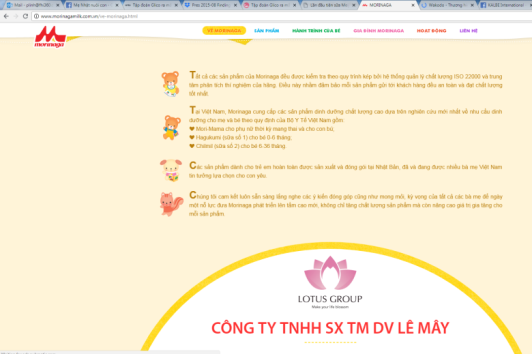 www.morinagamilk.com.vn/ve-morinaga.html
morinaga
VỀ MORINAGA SẢN PHẨM HÀNH TRÌNH CỦA BÉ GIA ĐÌNH MORINAGA HOẠT ĐỘNG LIÊN HỆ
Tất cả các sản phẩm của Morinaga đều được kiểm tra theo quy trình kép bởi hệ thống quản lý chất lượng ISO 22000 và trung
tâm phân tích thí nghiệm của hãng. Điều này nhằm đảm bảo mỗi sản phẩm gửi tới khách hàng đều an toàn và đạt chất lượng
tốt nhất
Tại Việt Nam, Morinaga cung cấp các sản phẩm dinh dưỡng chất lượng cao dựa trên nghiên cứu mới nhất về nhu cầu dinh
dưỡng cho mẹ và bé theo quy định của Bộ Y Tế Việt Nam gồm:
Mori Mama cho phụ nữ thời kỳ mang thai và cho con bú.
Hagukumi (sữa số 1) cho bé 0-6 tháng.
Chilmil (sữa số 2) cho bé 6-36 tháng.
Các sản phẩm dành cho trẻ em hoàn toàn được sản xuất và đóng gói tại Nhật Bản, đã và đang được nhiều bà mẹ Việt Nam
tin tưởng lựa chọn cho con yêu.
Chúng tôi cam kết luôn sẵn sàng lắng nghe các ý kiến đóng góp cũng như mong mỏi, kỳ vọng của tất cả các bà mẹ để ngày
một nỗ lực đưa Morinaga phát triển lên tầm cao mới, không chỉ tăng chất lượng sản phẩm mà còn nâng cao giá trị gia tăng cho
mỗi sản phẩm
LOTUS GROUP
CÔNG TY TNHH SX TM DV LÊ MÂY